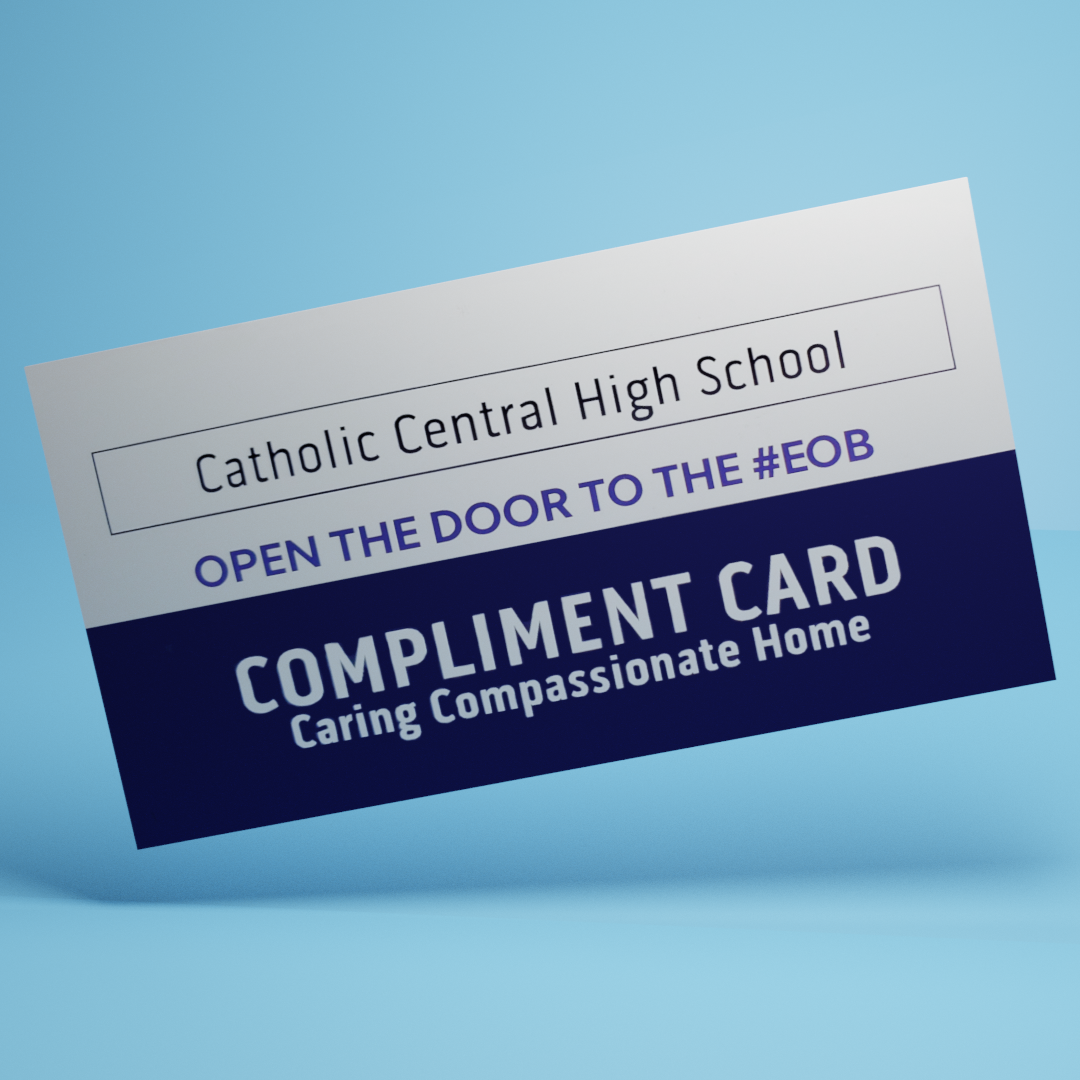 Catholic Central High School
OPEN THE DOOR TO THE #EOB
COMPLIMENT CARD
Caring Compassionate Home